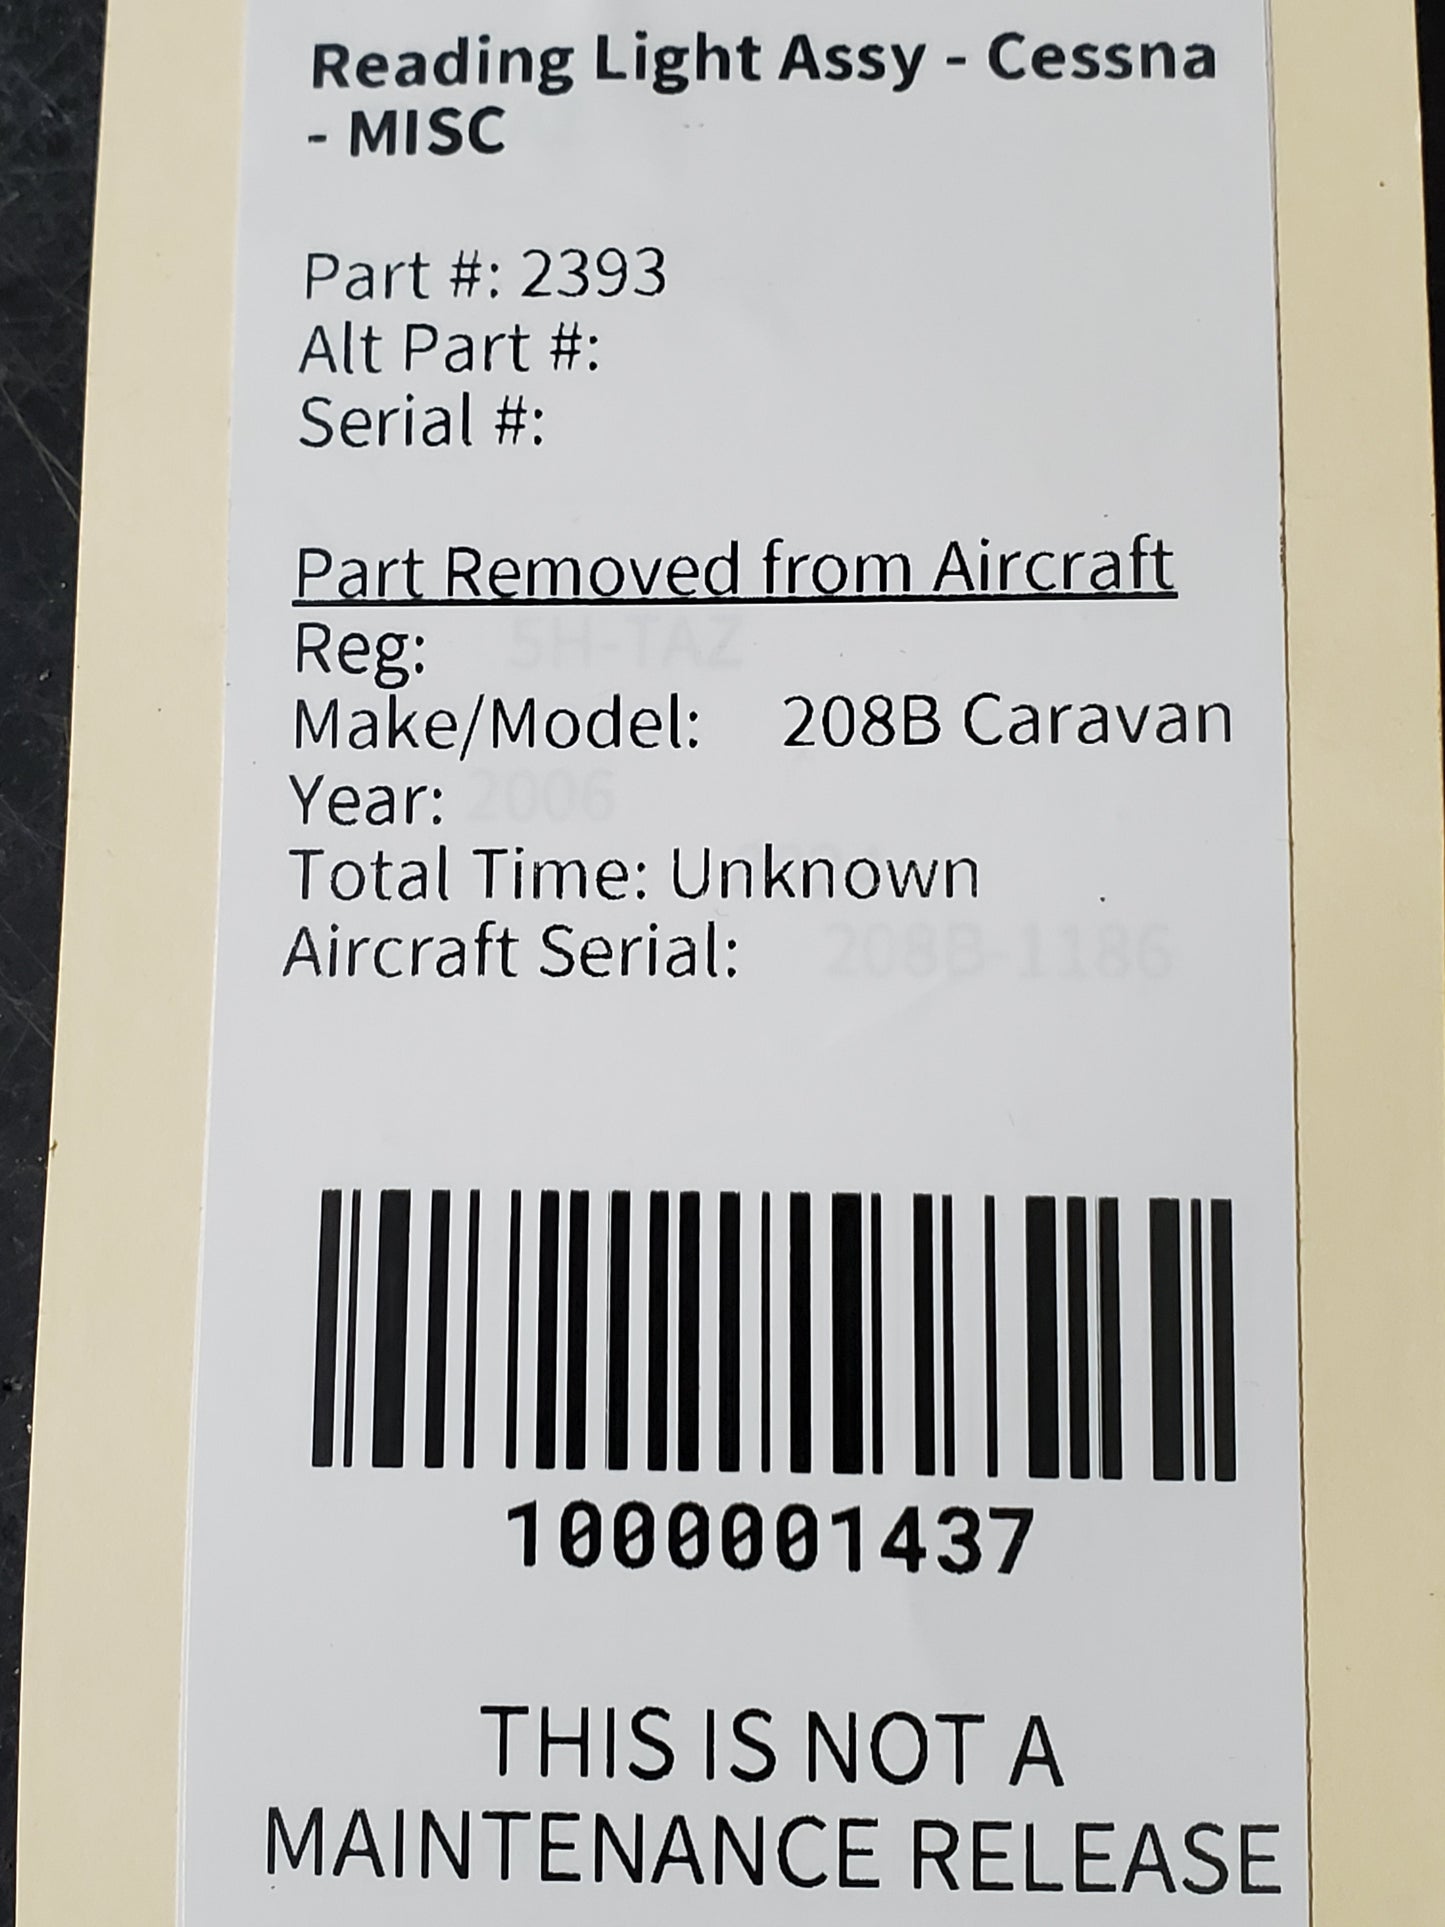 Reading Light Assy - Cessna
- MISC
Part #: 2393
Alt Part #:
Serial #:
Part Removed from Aircraft
Reg: 5H-TAZ
Make/Model: 208B Caravan
Year: 2006
Total Time: Unknown
Aircraft Serial: 208B-1186
1000001437
THIS IS NOT A
MAINTENANCE RELEASE